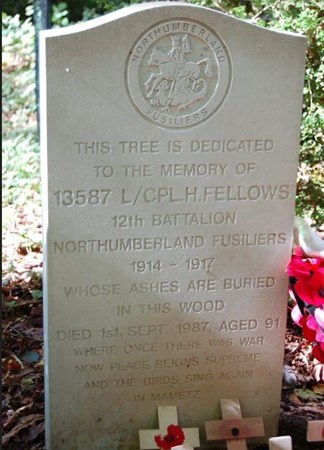 NORTHUMBERLAND
FUSILIERS
THIS TREE IS DEDICATED
TO THE MEMORY OF
13587 L/CPL.H.FELLOWS
12th BATTALION
NORTHUMBERLAND FUSILIERS
1914 - 1917
WHOSE ASHES ARE BURIED
IN THIS WOOD
DIED 1st. SEPT. 1987, AGED 91
WHERE ONCE THERE WAS WAR
NOW PEACE REIGNS SUPREME
AND THE BIRDS SING AGAIN
IN MAMETZ